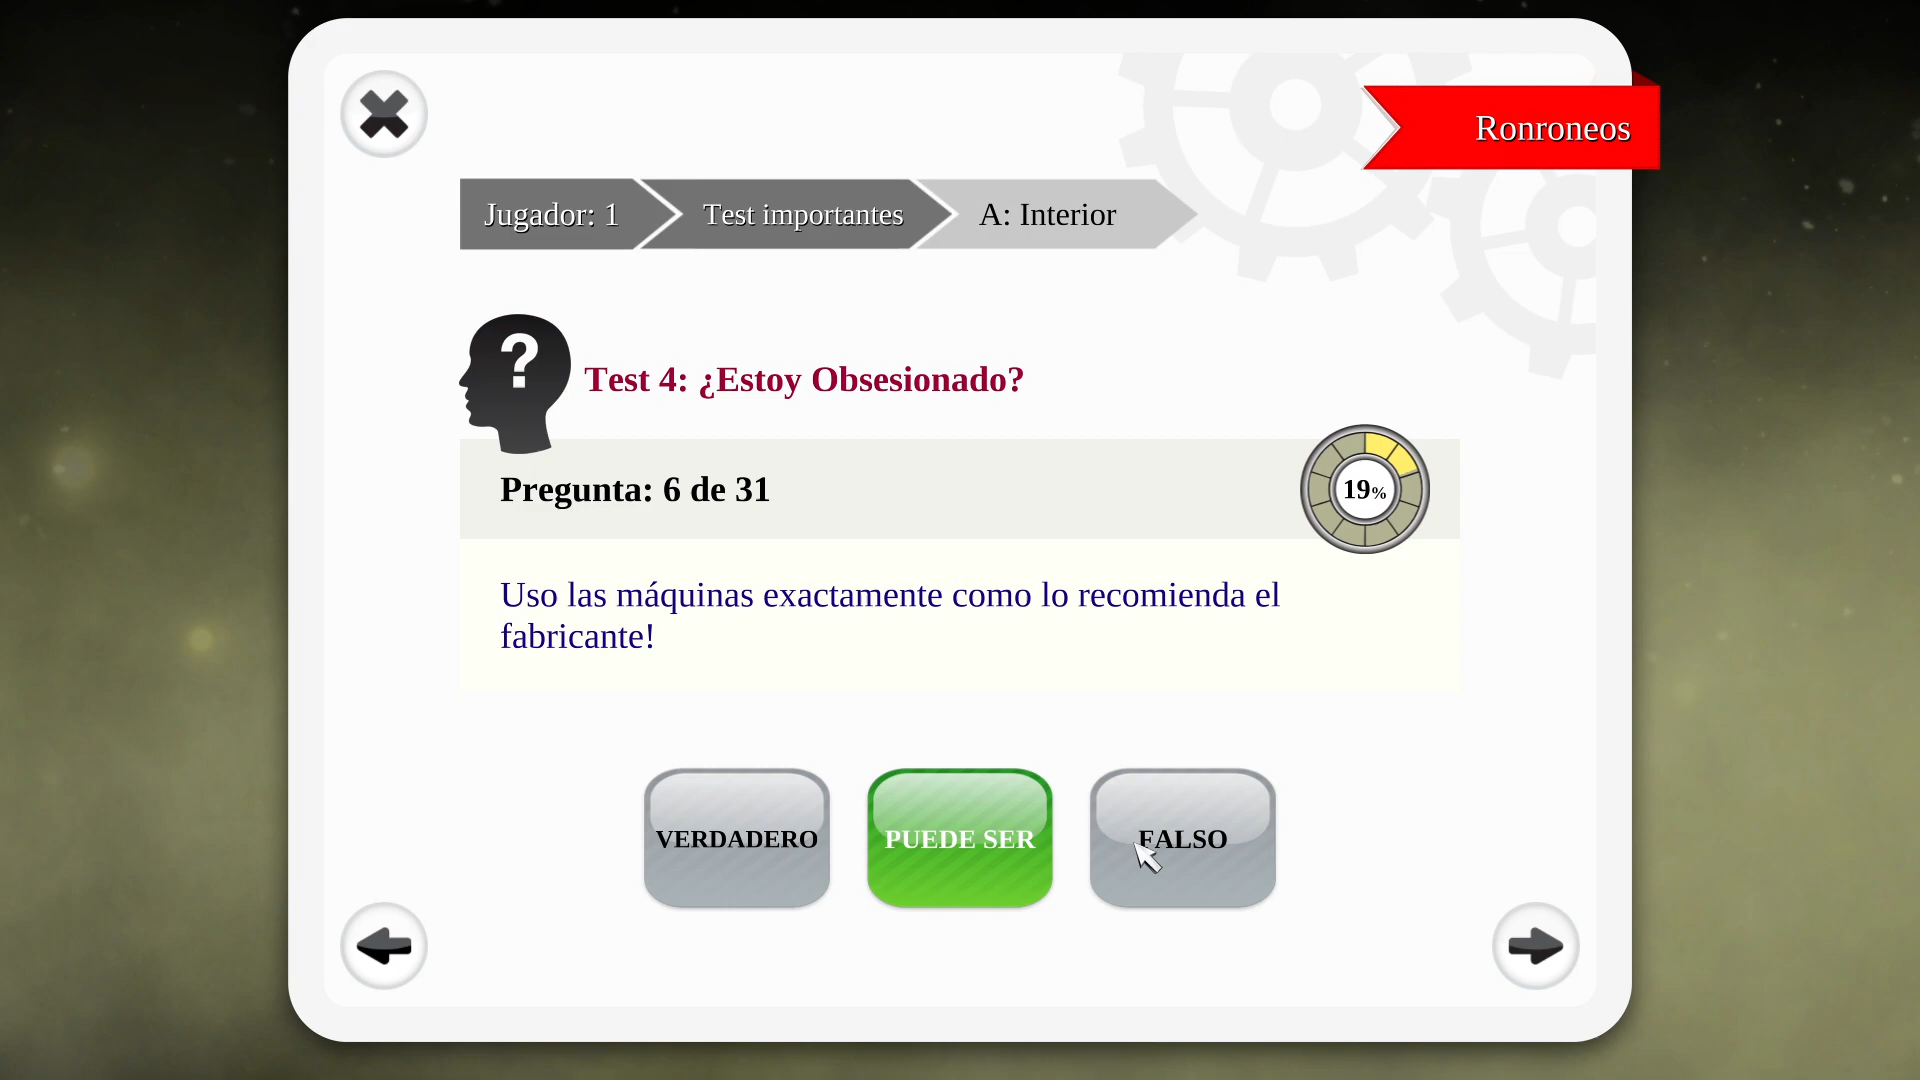 Ronroneos
Jugador: 1
Test importantes
A: Interior
?
Test 4: ¿Estoy Obsesionado?
Pregunta: 6 de 31
19%
Uso las máquinas exactamente como lo recomienda el
fabricante!
VERDADERO
PUEDE SER
FALSO